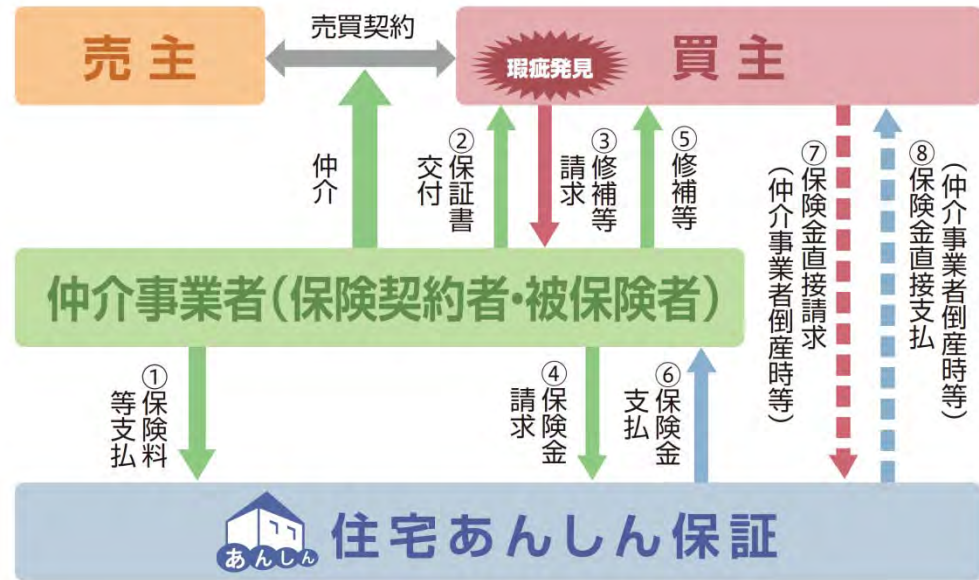 売買契約
売主
瑕疵発見
買主
仲介
②保証書
交付
③修補等
請求
⑤修補等
⑦保険金直接請求
(仲介事業者倒産時等)
⑧保険金直接支払
(仲介事業者倒産時等)
仲介事業者(保険契約者・被保険者)
①保険料
等支払
④保険金
請求
⑥保険金
支払
あんしん
住宅あんしん保証